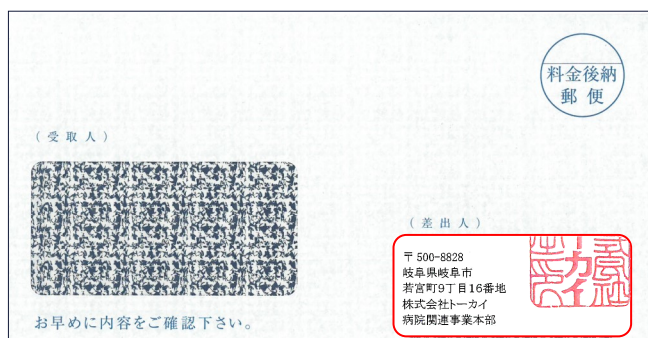 料金後納
郵便
(受取人)
お早めに内容をご確認下さい。
(差出人)
〒500-8828
岐阜県岐阜市
若宮町9丁目16番地
株式会社トーカイ
病院関連事業本部